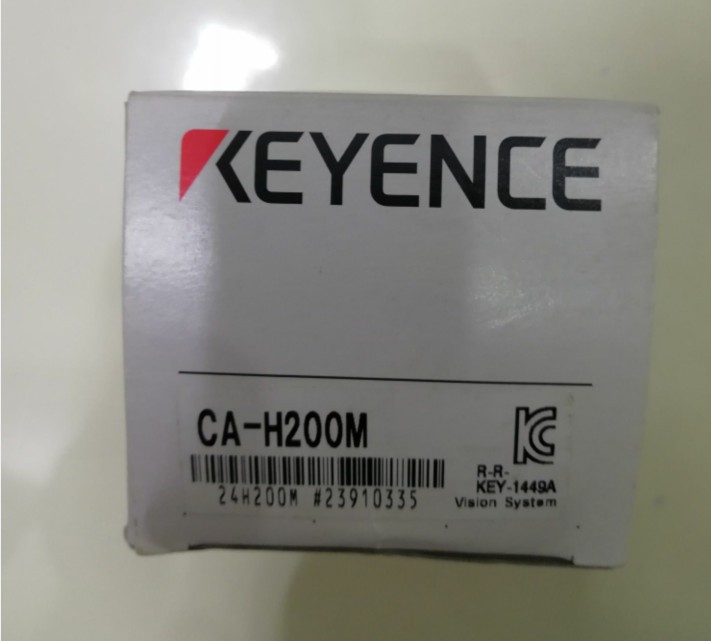 KEYENCE
CA-H200M
24H200M #23910335
R-R-
KEY-1449A
Vision System